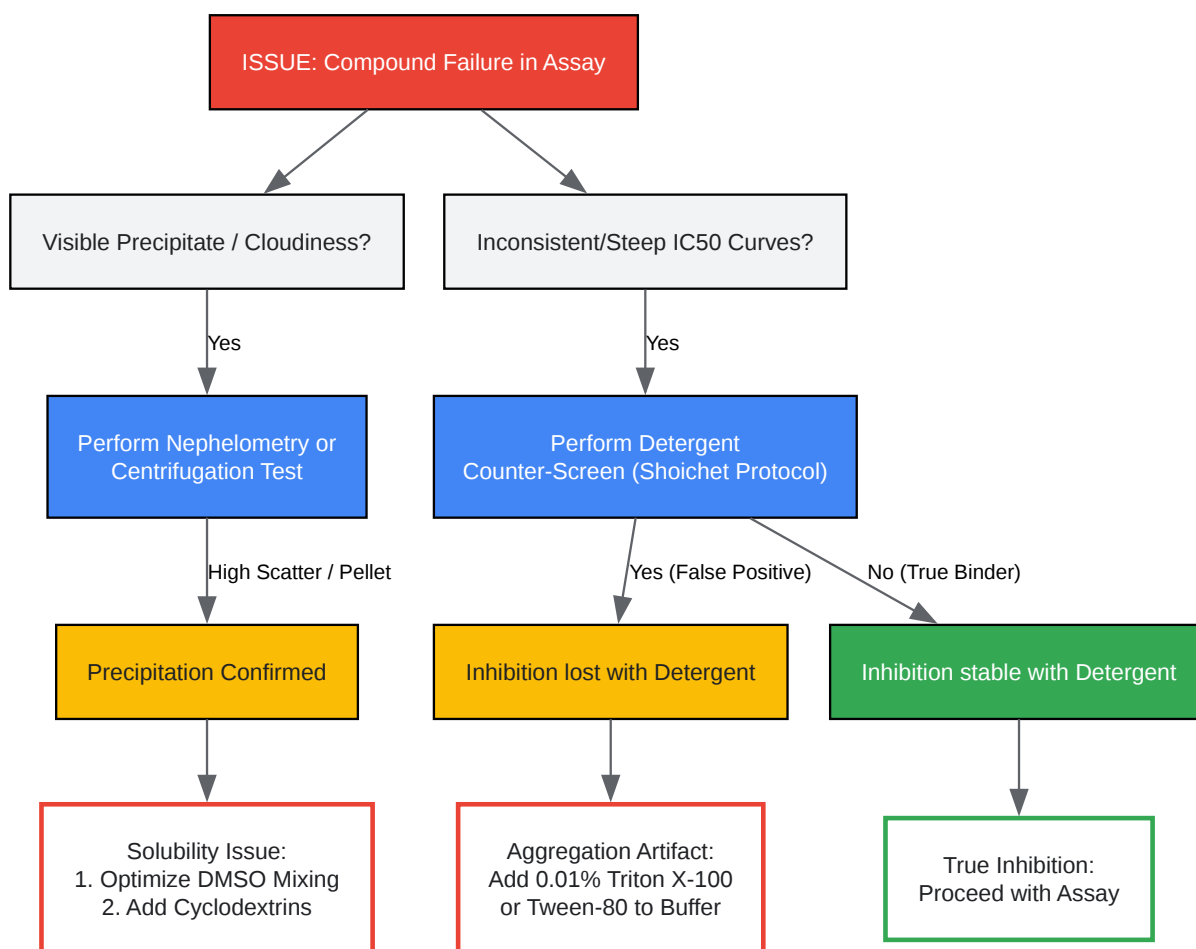 ISSUE: Compound Failure in Assay
Visible Precipitate / Cloudiness?
Inconsistent/Steep IC50 Curves?
Yes
Yes
Perform Nephelometry or
Centrifugation Test
Perform Detergent
Counter-Screen (Shoichet Protocol)
High Scatter / Pellet
Yes (False Positive)
No (True Binder)
Precipitation Confirmed
Inhibition lost with Detergent
Inhibition stable with Detergent
Solubility Issue:
1. Optimize DMSO Mixing
2. Add Cyclodextrins
Aggregation Artifact:
Add 0.01% Triton X-100
or Tween-80 to Buffer
True Inhibition:
Proceed with Assay